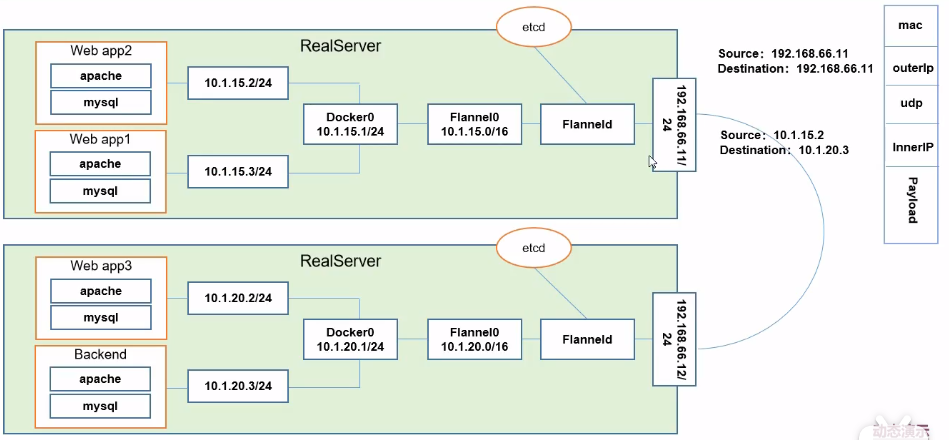 etcd
RealServer
Web app2
apache
mysql
10.1.15.2/24
Web app1
apache
mysql
10.1.15.3/24
Docker0
10.1.15.1/24
Flannel0
10.1.15.0/16
Flanneld
192.168.66.11/
24
Source：192.168.66.11
Destination：192.168.66.11
Source：10.1.15.2
Destination：10.1.20.3
mac
outerIp
udp
InnerIP
Payload
etcd
RealServer
Web app3
apache
mysql
10.1.20.2/24
Backend
apache
mysql
10.1.20.3/24
Docker0
10.1.20.1/24
Flannel0
10.1.20.0/16
Flanneld
192.168.66.12/
24
动态演示